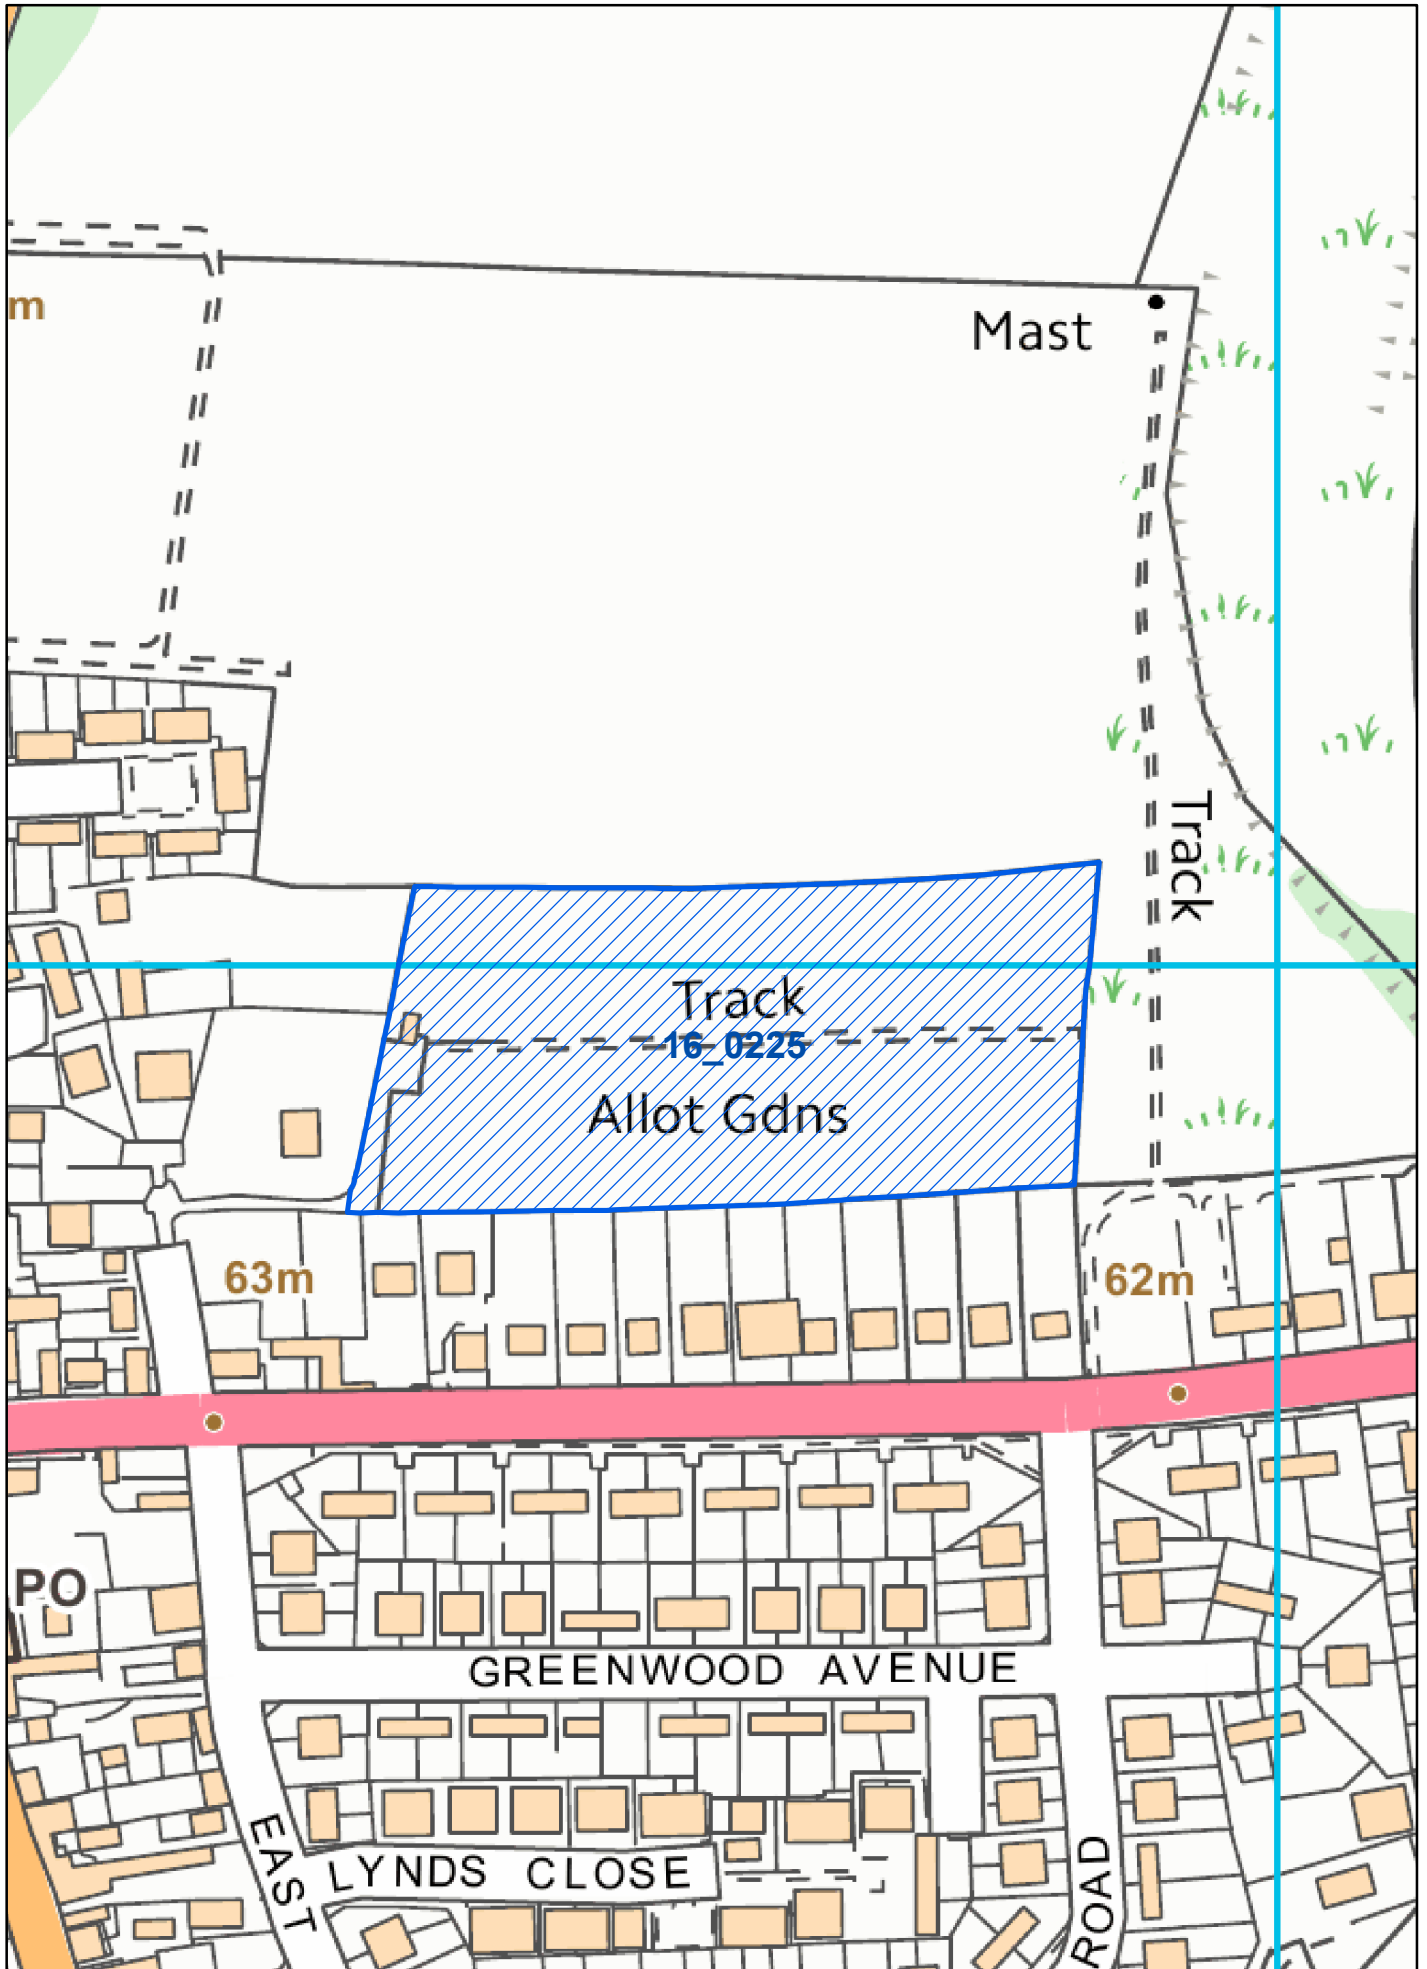 m
Mast
Track
Track
16_0225
Allot Gdns
63m
62m
PO
GREENWOOD AVENUE
EAST
LYNDS CLOSE
ROAD